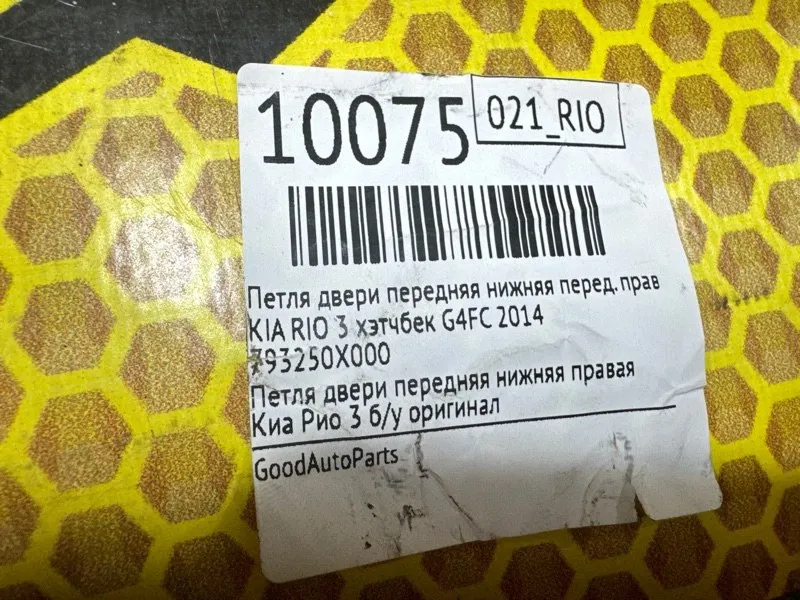 10075
021_RIO
Петля двери передняя нижняя перед. прав
KIA RIO 3 хэтчбек G4FC 2014
793250X000
Петля двери передняя нижняя правая
Киа Рио 3 б/у оригинал
GoodAutoParts